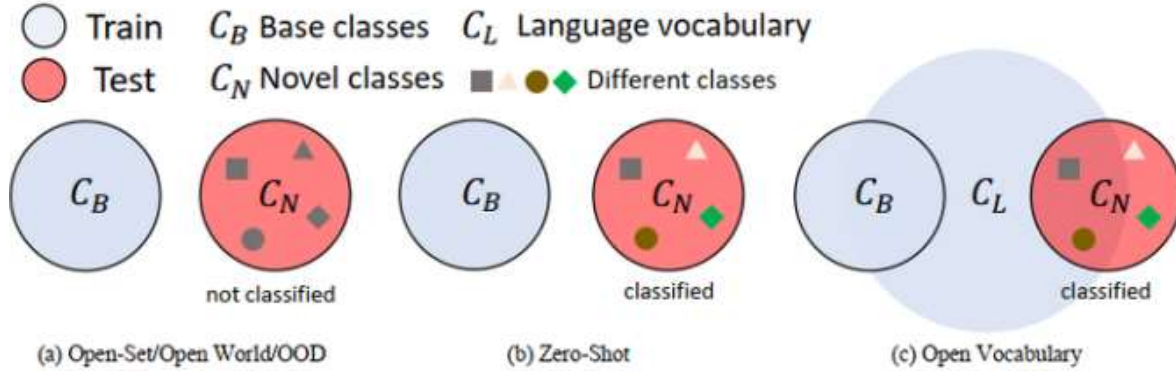 Train C_B Base classes C_L Language vocabulary
Test C_N Novel classes Different classes
C_B C_N C_B C_N C_B C_L C_N
not classified classified classified
(a) Open-Set/Open World/OOD (b) Zero-Shot (c) Open Vocabulary